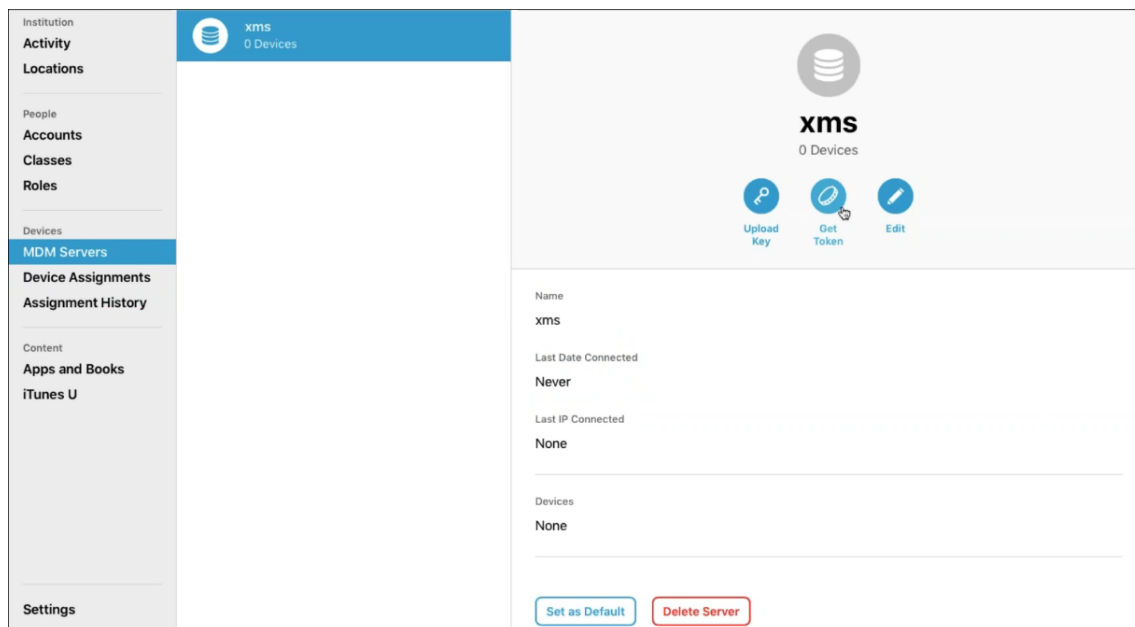 Institution
Activity
Locations
People
Accounts
Classes
Roles
Devices
MDM Servers
Device Assignments
Assignment History
Content
Apps and Books
iTunes U
Settings
xms
0 Devices
xms
0 Devices
Upload Key
Get Token
Edit
Name
xms
Last Date Connected
Never
Last IP Connected
None
Devices
None
Set as Default
Delete Server